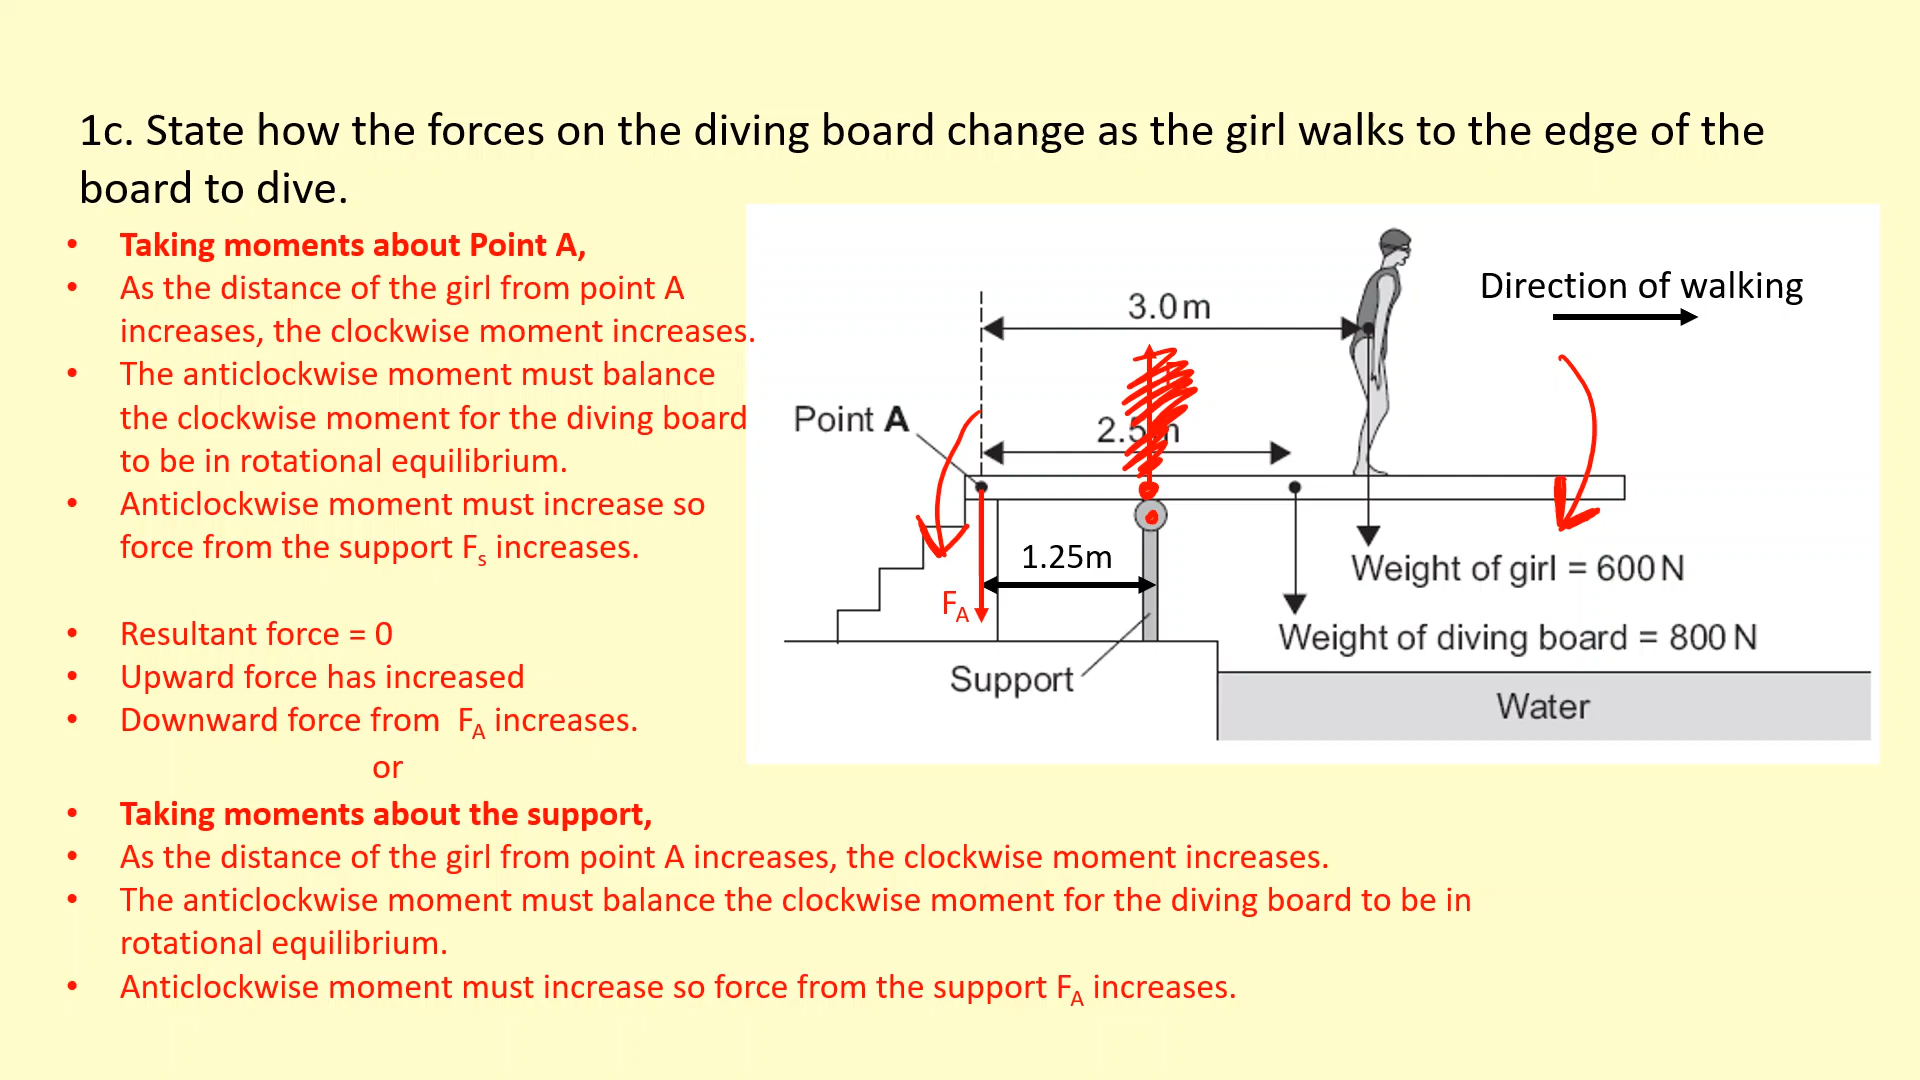 1c. State how the forces on the diving board change as the girl walks to the edge of the
board to dive.
• Taking moments about Point A,
• As the distance of the girl from point A
increases, the clockwise moment increases.
• The anticlockwise moment must balance
the clockwise moment for the diving board
to be in rotational equilibrium.
• Anticlockwise moment must increase so
force from the support Fs increases.
• Resultant force = 0
• Upward force has increased
• Downward force from FA increases.
or
• Taking moments about the support,
• As the distance of the girl from point A increases, the clockwise moment increases.
• The anticlockwise moment must balance the clockwise moment for the diving board to be in
rotational equilibrium.
• Anticlockwise moment must increase so force from the support FA increases.
Direction of walking
3.0 m
Point A
1.25m
FA
Weight of girl = 600 N
Weight of diving board = 800 N
Support
Water